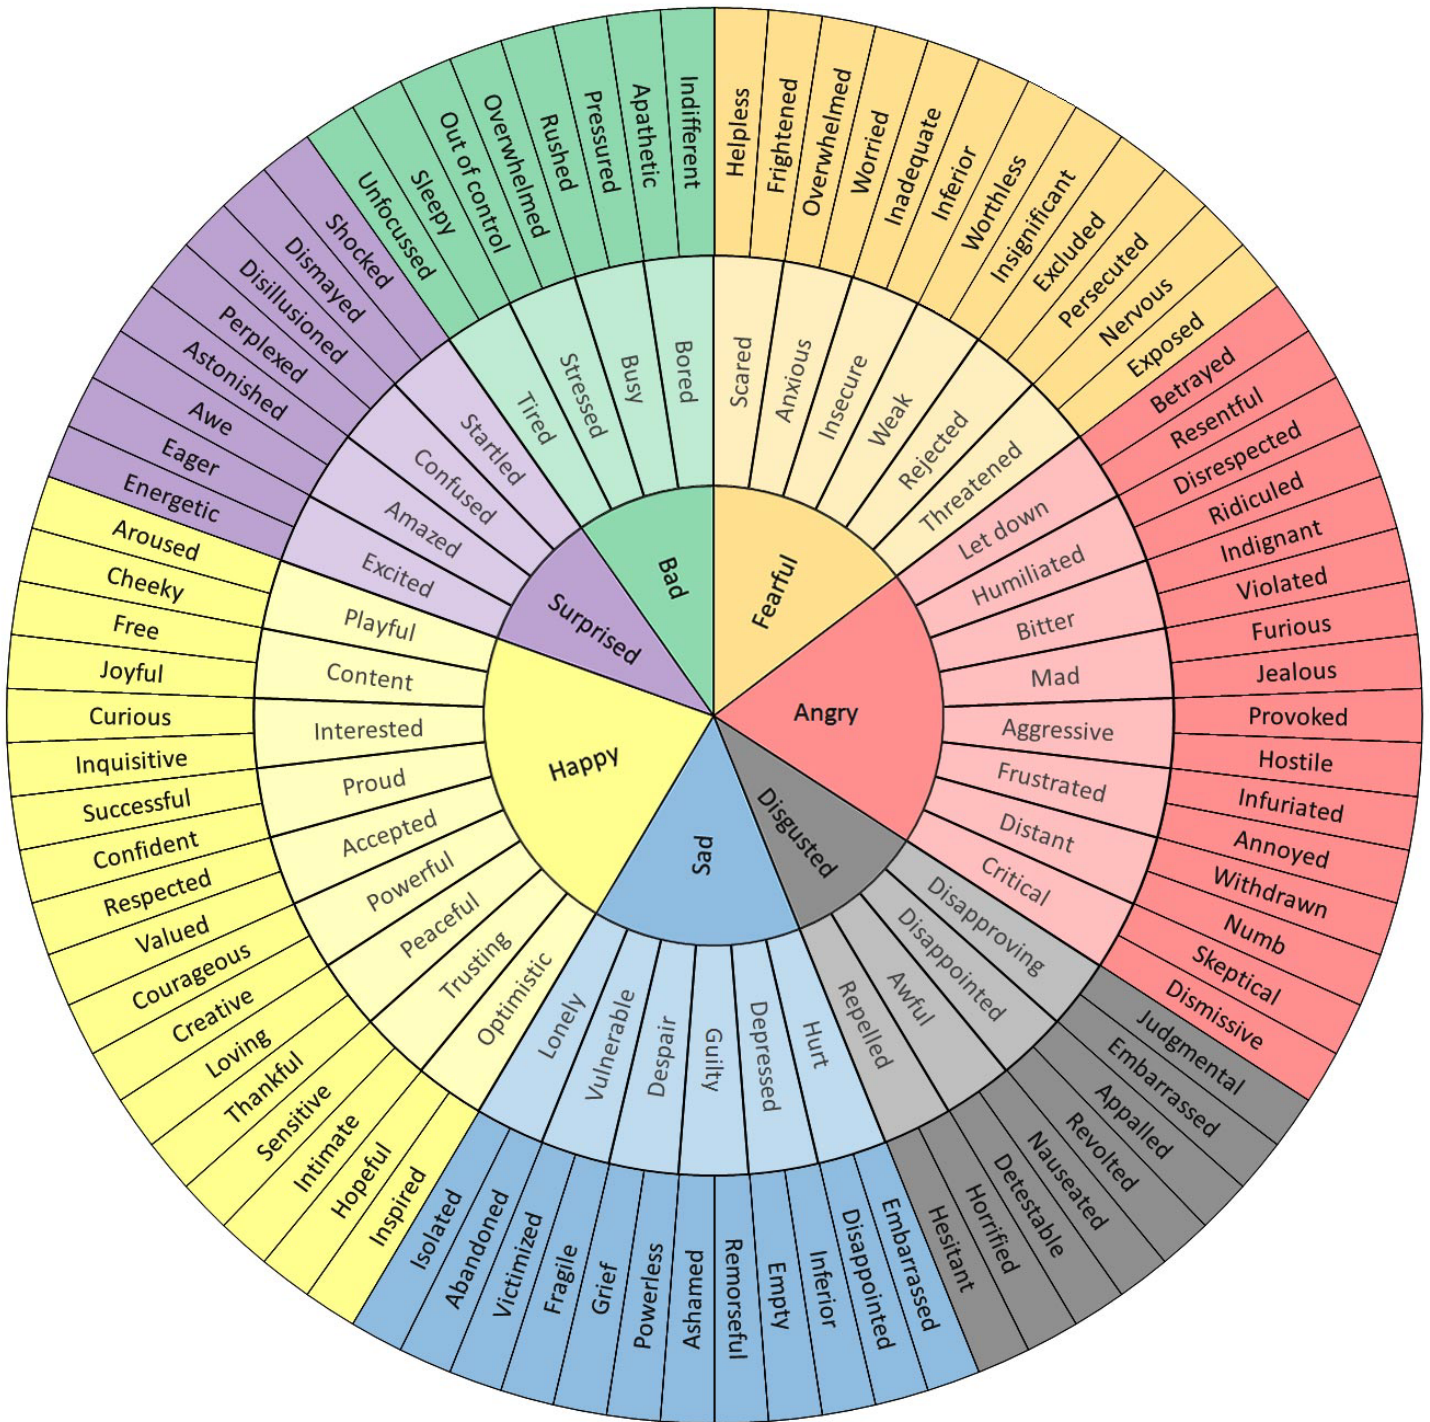 Bad
Fearful
Angry
Disgusted
Sad
Happy
Surprised
Bored
Scared
Anxious
Insecure
Weak
Rejected
Threatened
Let down
Humiliated
Bitter
Mad
Aggressive
Frustrated
Distant
Critical
Disapproving
Disappointed
Awful
Repelled
Hurt
Depressed
Guilty
Despair
Vulnerable
Lonely
Optimistic
Trusting
Peaceful
Powerful
Accepted
Proud
Interested
Content
Playful
Excited
Amazed
Confused
Startled
Tired
Stressed
Busy
Helpless
Frightened
Overwhelmed
Worried
Inadequate
Inferior
Worthless
Insignificant
Excluded
Persecuted
Nervous
Exposed
Betrayed
Resentful
Disrespected
Ridiculed
Indignant
Violated
Furious
Jealous
Provoked
Hostile
Infuriated
Annoyed
Withdrawn
Numb
Skeptical
Dismissive
Judgmental
Embarrassed
Appalled
Revolted
Nauseated
Detestable
Horrified
Hesitant
Embarrassed
Disappointed
Inferior
Empty
Remorseful
Ashamed
Powerless
Grief
Fragile
Victimized
Abandoned
Isolated
Inspired
Hopeful
Intimate
Sensitive
Thankful
Loving
Creative
Courageous
Valued
Respected
Confident
Successful
Inquisitive
Curious
Joyful
Free
Cheeky
Aroused
Energetic
Eager
Awe
Astonished
Perplexed
Disillusioned
Dismayed
Shocked
Unfocussed
Sleepy
Out of control
Overwhelmed
Rushed
Pressured
Apathetic
Indifferent